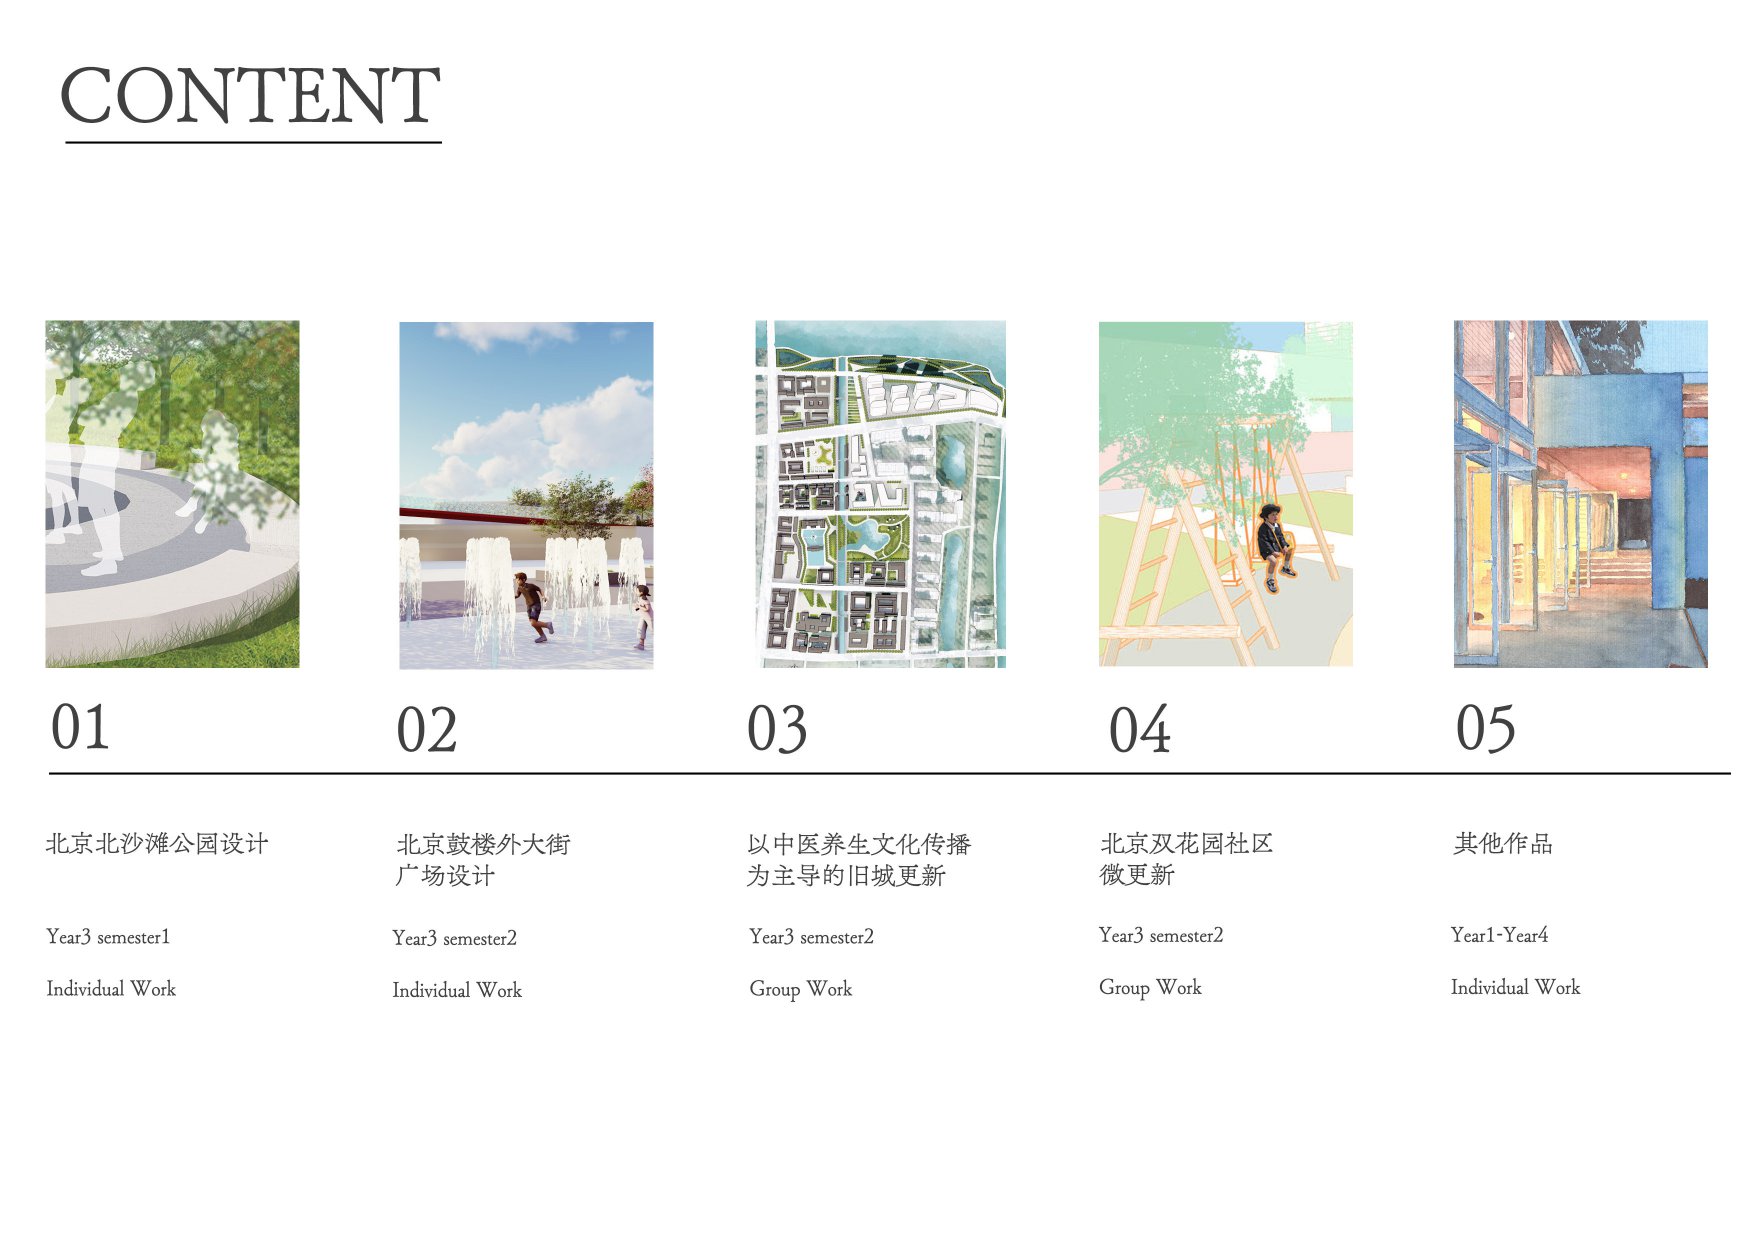 CONTENT
01
02
03
04
05
北京北沙滩公园设计
Year3 semester1
Individual Work
北京鼓楼外大街
广场设计
Year3 semester2
Individual Work
以中医养生文化传播
为主导的旧城更新
Year3 semester2
Group Work
北京双花园社区
微更新
Year3 semester2
Group Work
其他作品
Year1-Year4
Individual Work